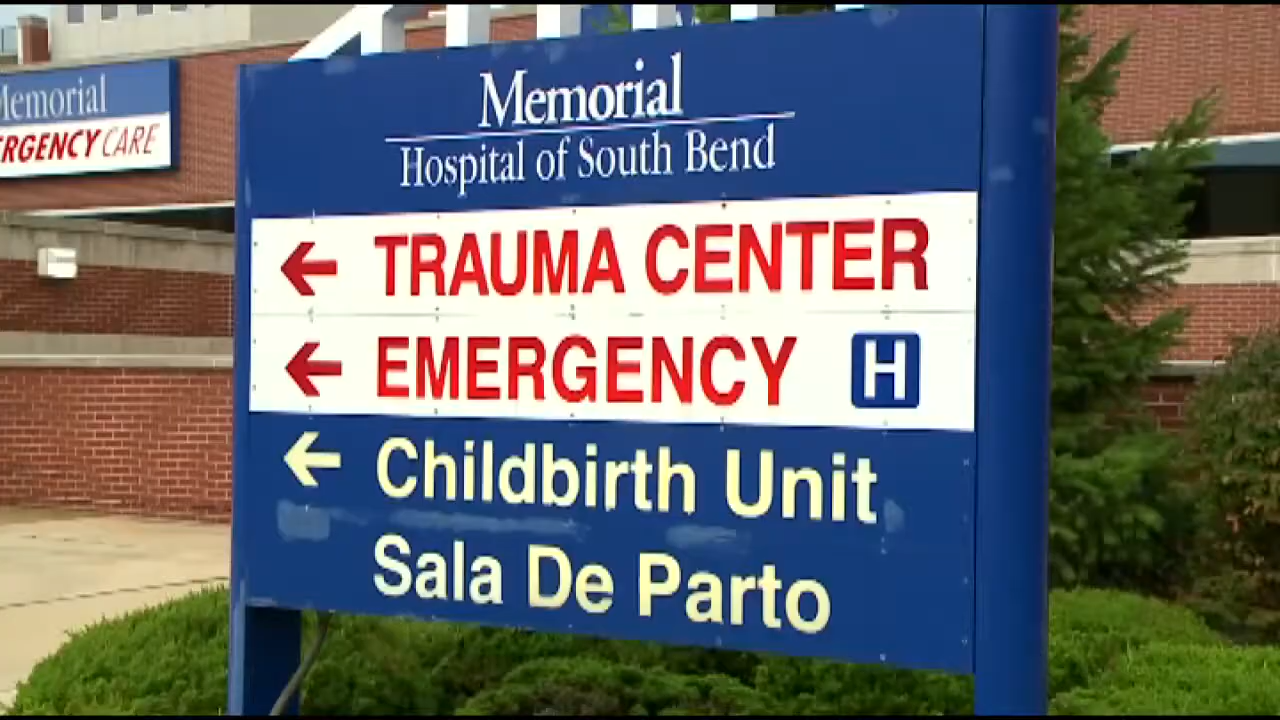 Memorial
Hospital of South Bend
TRAUMA CENTER
EMERGENCY H
Childbirth Unit
Sala De Parto
Memorial
ERGENCY CARE